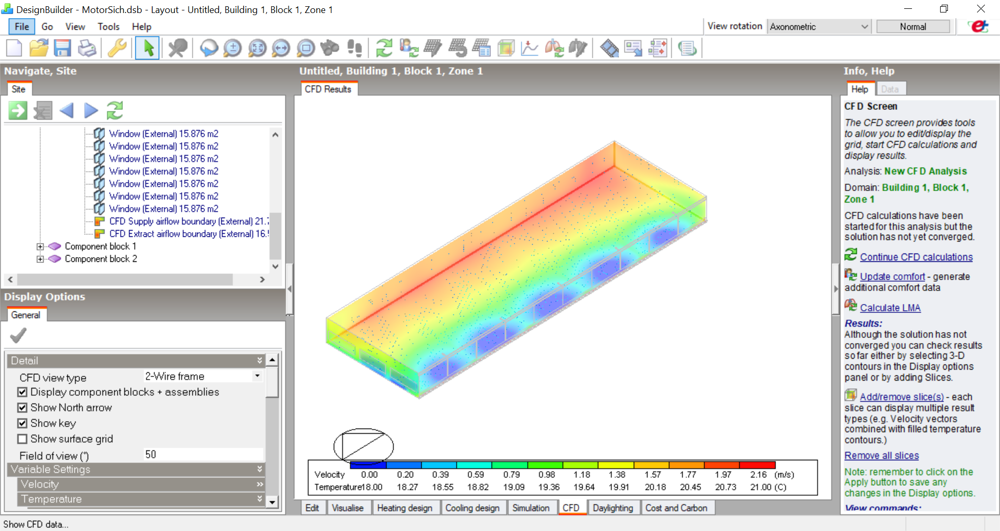 DesignBuilder - MotorSich.dsb - Layout - Untitled, Building 1, Block 1, Zone 1
File Go View Tools Help
View rotation Axonometric Normal
Navigate, Site
Site
Window (External) 15.876 m2
Window (External) 15.876 m2
Window (External) 15.876 m2
Window (External) 15.876 m2
Window (External) 15.876 m2
Window (External) 15.876 m2
Window (External) 15.876 m2
CFD Supply airflow boundary (External) 21.
CFD Extract airflow boundary (External) 16.
Component block 1
Component block 2
Display Options
General
Detail
CFD view type 2-Wire frame
Display component blocks + assemblies
Show North arrow
Show key
Show surface grid
Field of view (°) 50
Variable Settings
Velocity
Temperature
Show CFD data...
Untitled, Building 1, Block 1, Zone 1
CFD Results
Velocity 0.00 0.20 0.39 0.59 0.79 0.98 1.18 1.38 1.57 1.77 1.97 2.16 (m/s)
Temperature 18.00 18.27 18.55 18.82 19.09 19.36 19.64 19.91 20.18 20.45 20.73 21.00 (C)
Edit Visualise Heating design Cooling design Simulation CFD Daylighting Cost and Carbon
Info, Help
Help Data
CFD Screen
The CFD screen provides tools
to allow you to edit/display the
grid, start CFD calculations and
display results.
Analysis: New CFD Analysis
Domain: Building 1, Block 1,
Zone 1
CFD calculations have been
started for this analysis but the
solution has not yet converged.
Continue CFD calculations
Update comfort - generate
additional comfort data
Calculate LMA
Results:
Although the solution has not
converged you can check results
so far either by selecting 3-D
contours in the Display options
panel or by adding Slices.
Add/remove slice(s) - each
slice can display multiple result
types (e.g. Velocity vectors
combined with filled temperature
contours.)
Remove all slices
Note: remember to click on the
Apply button to save any
changes in the Display options.
View commands: